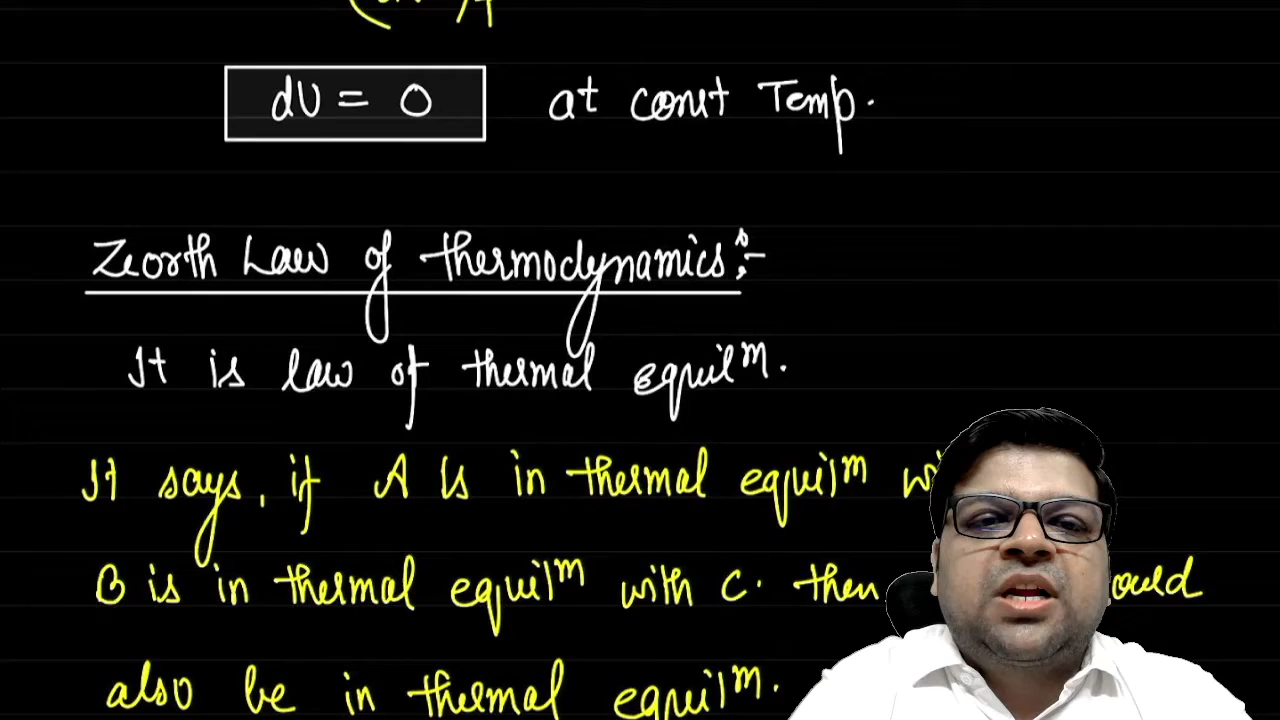 dU = 0 at const Temp.
Zeorth Law of thermodynamics:-
It is law of thermal equilm.
It says, if A is in thermal equilm
B is in thermal equilm with C. then
also be in thermal equilm.